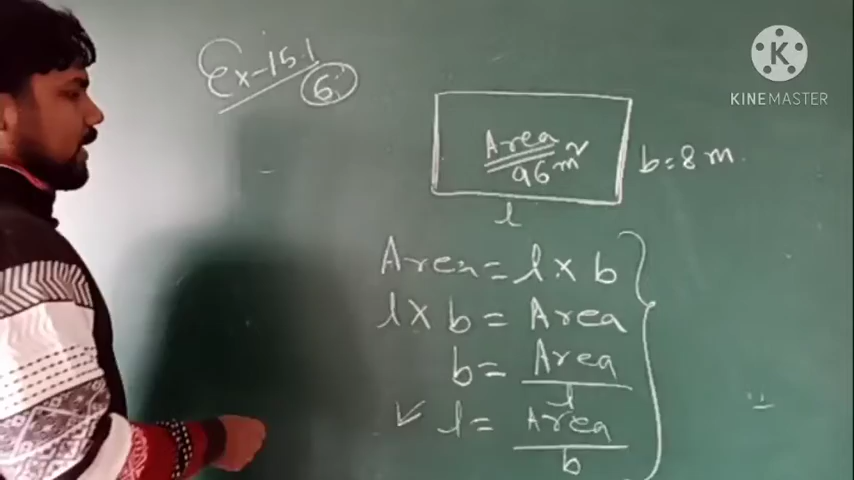 Ex-15.1
6.
K
KINEMASTER
Area
96m²
b=8m.
l
Area=l×b
l×b=Area
b=Area/l
l=Area/b